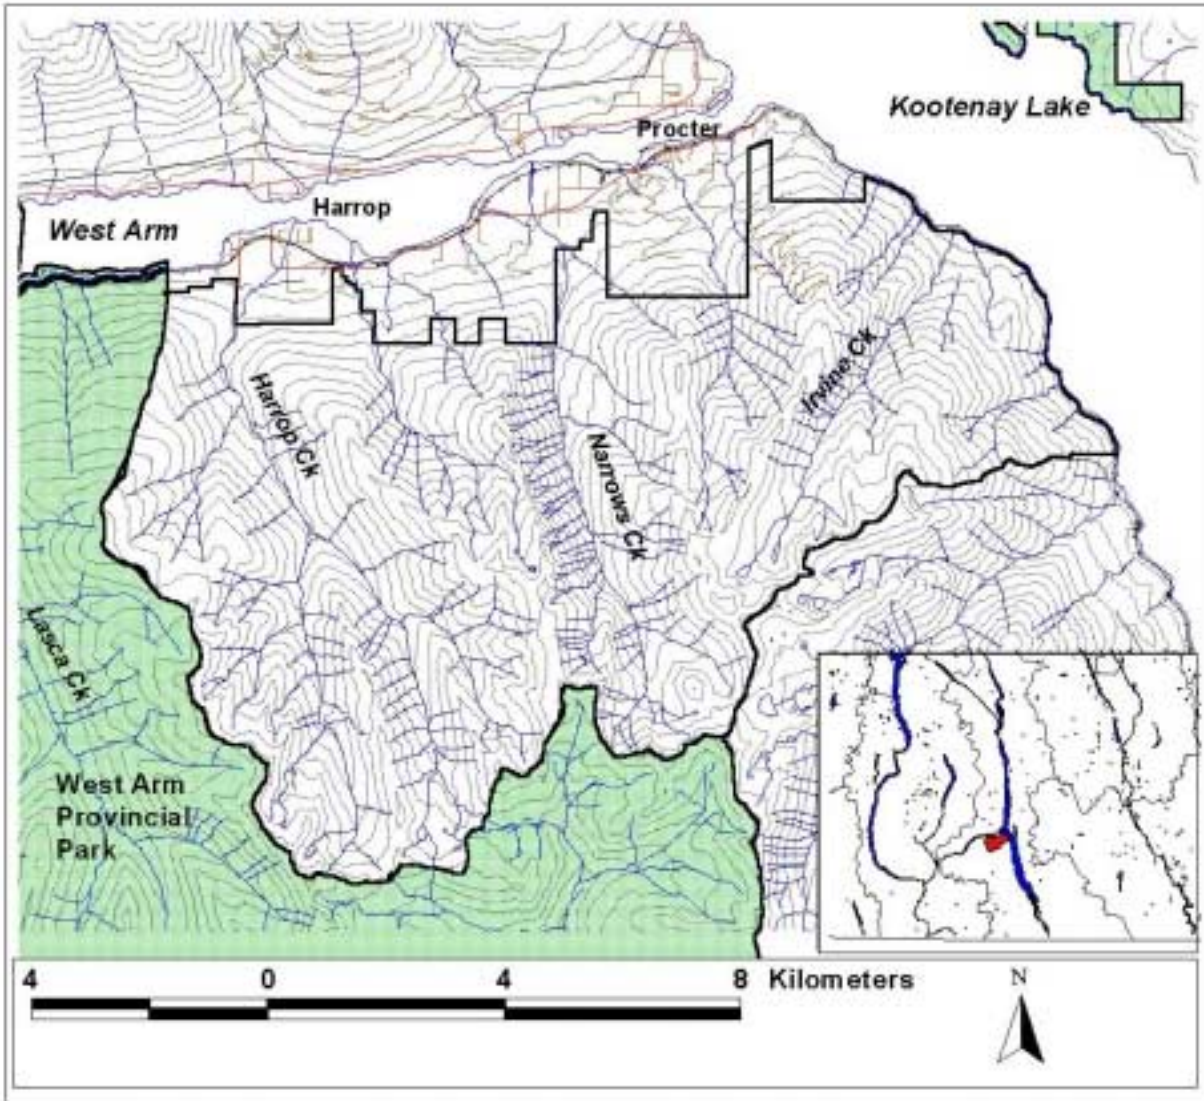 Kootenay Lake
Procter
Harrop
West Arm
Irvine Ck
Harrop Ck
Narrows Ck
Lasca Ck
West Arm
Provincial
Park
4 0 4 8 Kilometers
N